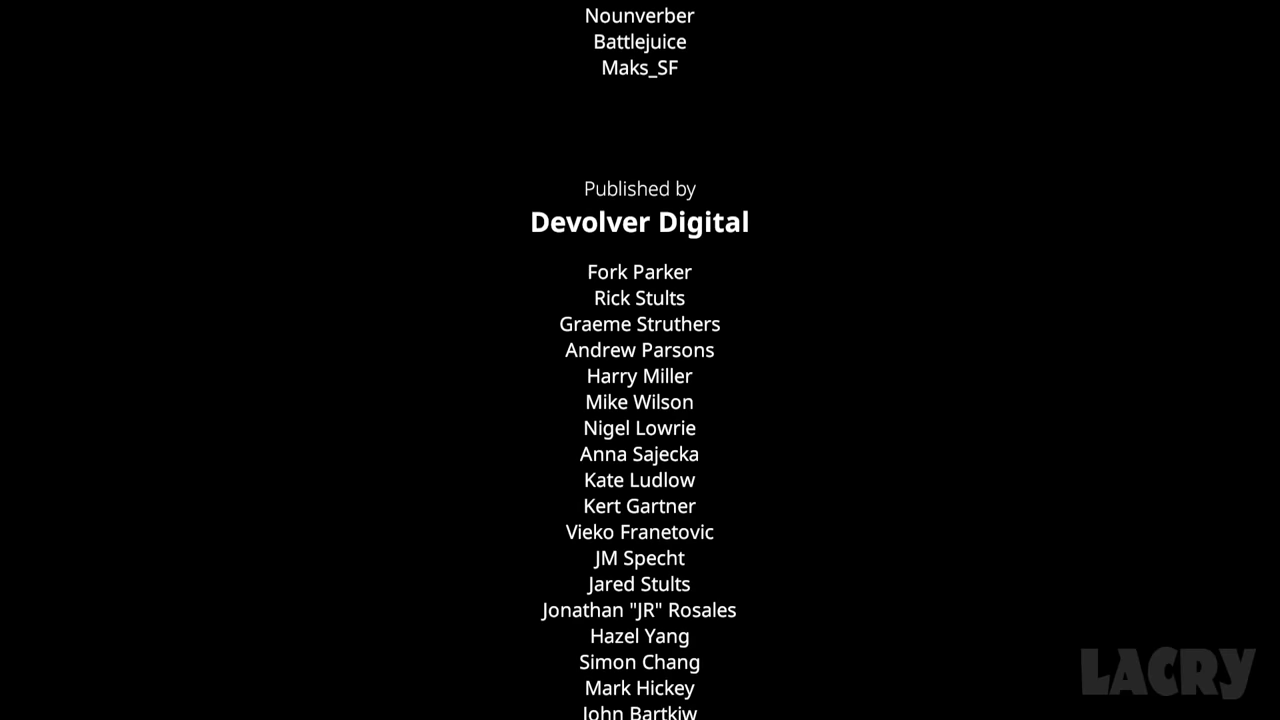 Nounverber
Battlejuice
Maks_SF
Published by
Devolver Digital
Fork Parker
Rick Stults
Graeme Struthers
Andrew Parsons
Harry Miller
Mike Wilson
Nigel Lowrie
Anna Sajecka
Kate Ludlow
Kert Gartner
Vieko Franetovic
JM Specht
Jared Stults
Jonathan "JR" Rosales
Hazel Yang
Simon Chang
Mark Hickey
John Bartkiw
LACRY